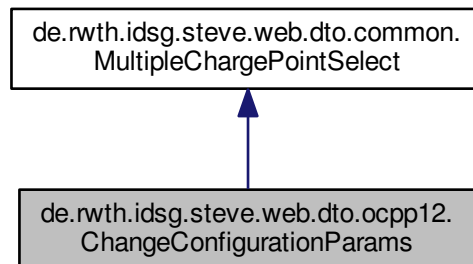 de.rwth.idsg.steve.web.dto.common.
MultipleChargePointSelect
de.rwth.idsg.steve.web.dto.ocpp12.
ChangeConfigurationParams